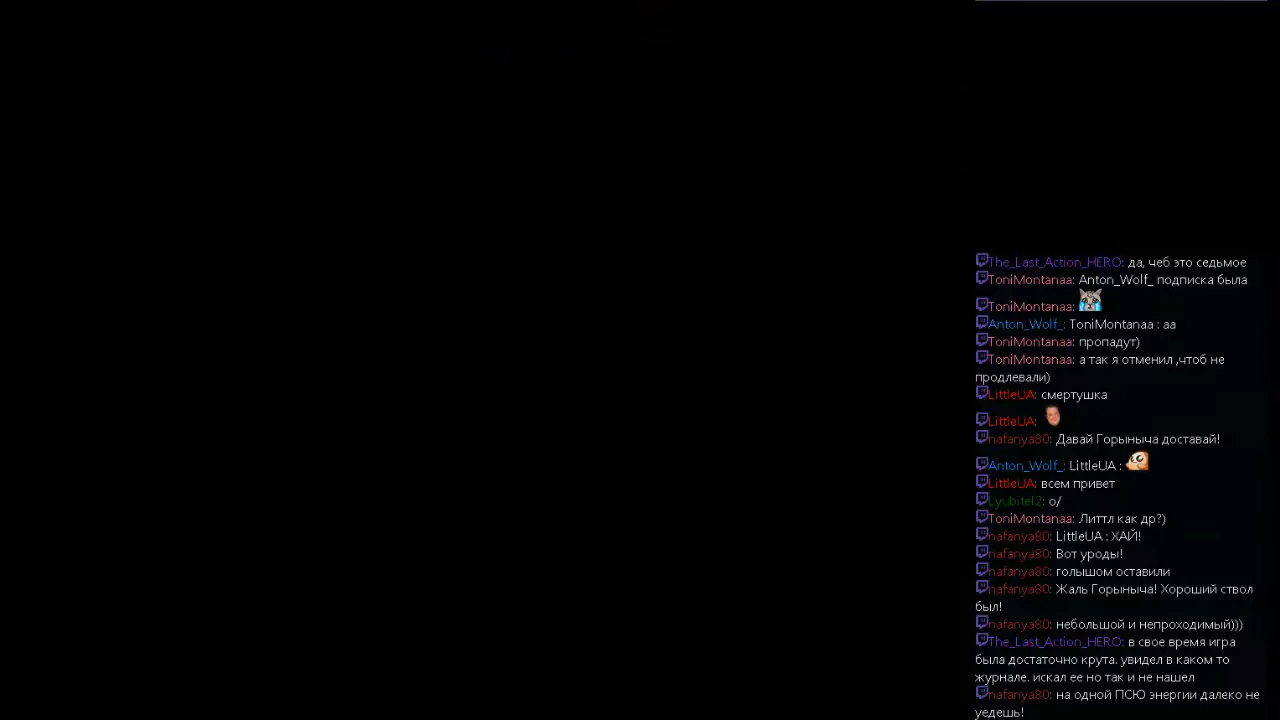 The_Last_Action_HERO: да, чеб это седьмое
ToniMontanaa: Anton_Wolf_ подписка была
ToniMontanaa:
Anton_Wolf_: ToniMontanaa : аа
ToniMontanaa: пропадут)
ToniMontanaa: а так я отменил ,чтоб не
продлевали)
LittleUA: смертушка
LittleUA:
nafanya80: Давай Горыныча доставай!
Anton_Wolf_: LittleUA :
LittleUA: всем привет
Lyubitel2: o/
ToniMontanaa: Литтл как др?)
nafanya80: LittleUA : ХАЙ!
nafanya80: Вот уроды!
nafanya80: голышом оставили
nafanya80: Жаль Горыныча! Хороший ствол
был!
nafanya80: небольшой и непроходимый)))
The_Last_Action_HERO: в свое время игра
была достаточно крута. увидел в каком то
журнале. искал ее но так и не нашел
nafanya80: на одной ПСЮ энергии далеко не
уедешь!